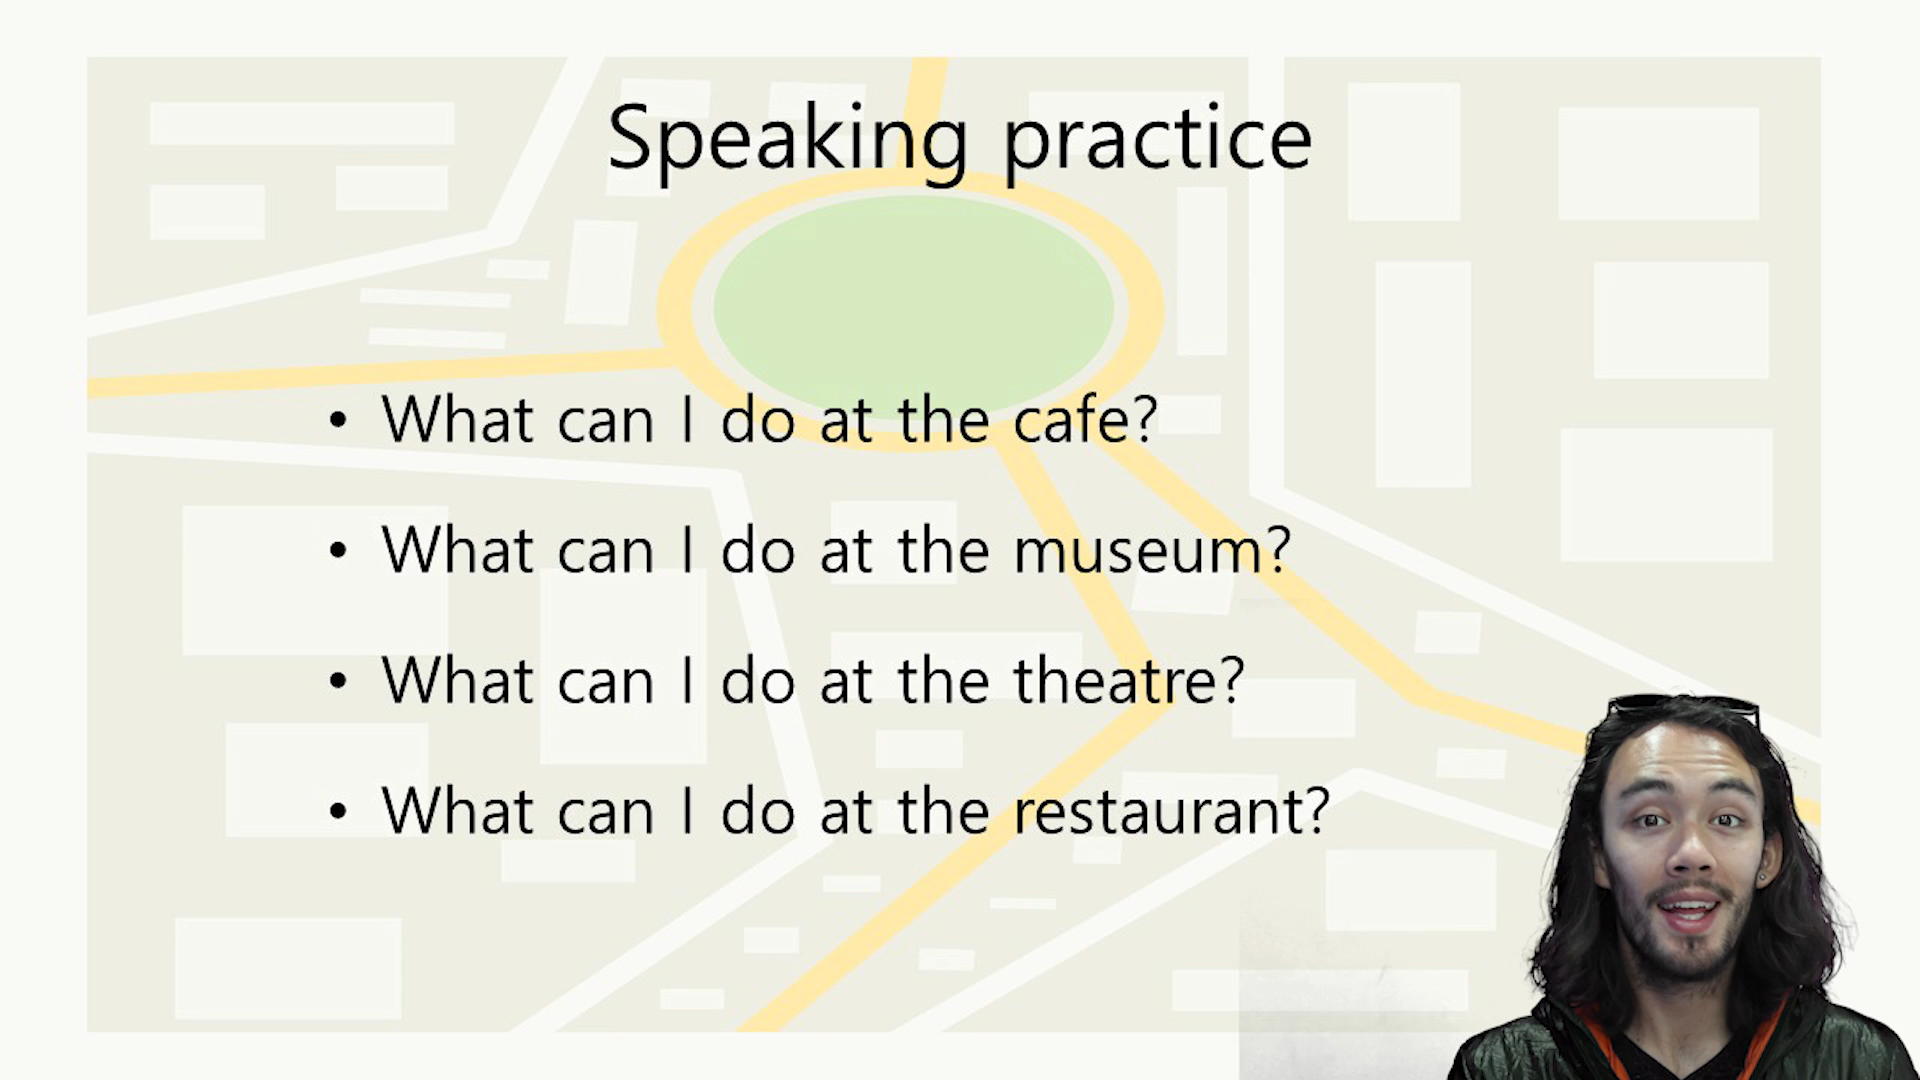 Speaking practice
• What can I do at the cafe?
• What can I do at the museum?
• What can I do at the theatre?
• What can I do at the restaurant?